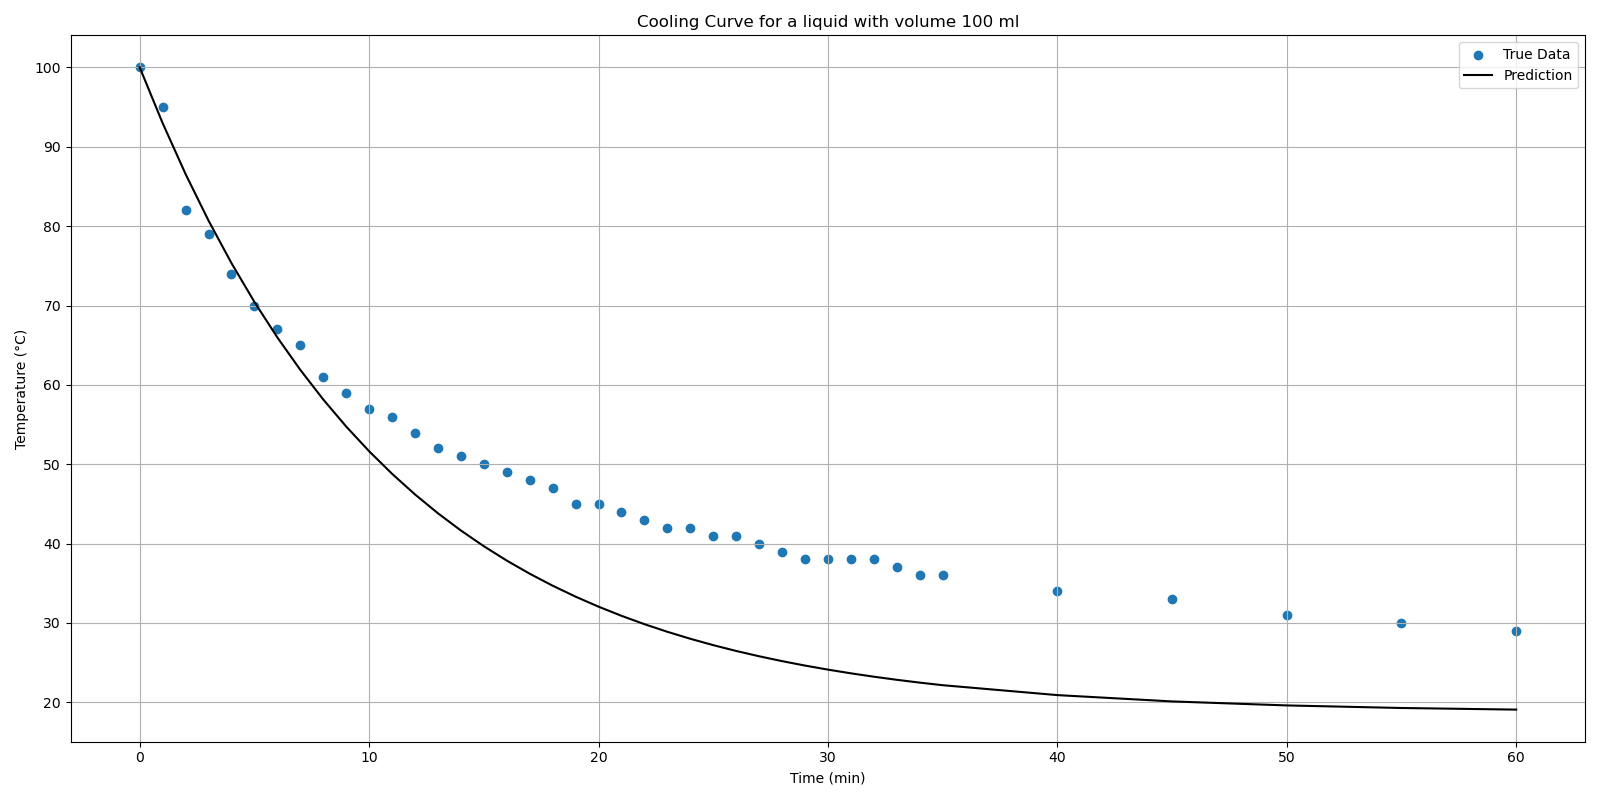 Cooling Curve for a liquid with volume 100 ml
True Data
Prediction
Temperature (°C)
100
90
80
70
60
50
40
30
20
0 10 20 30 40 50 60
Time (min)